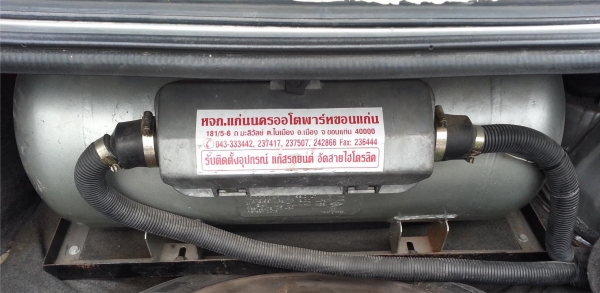 หจก.แก่นนครออโตพาร์ทขอนแก่น
181/5-6 ถ.มะลิวัลย์ ต.ในเมือง อ.เมือง จ.ขอนแก่น 40000
043-333442, 237417, 237507, 242866 Fax: 236444
รับติดตั้งอุปกรณ์ แก๊สรถยนต์ อัดสายไฮโดรลิค